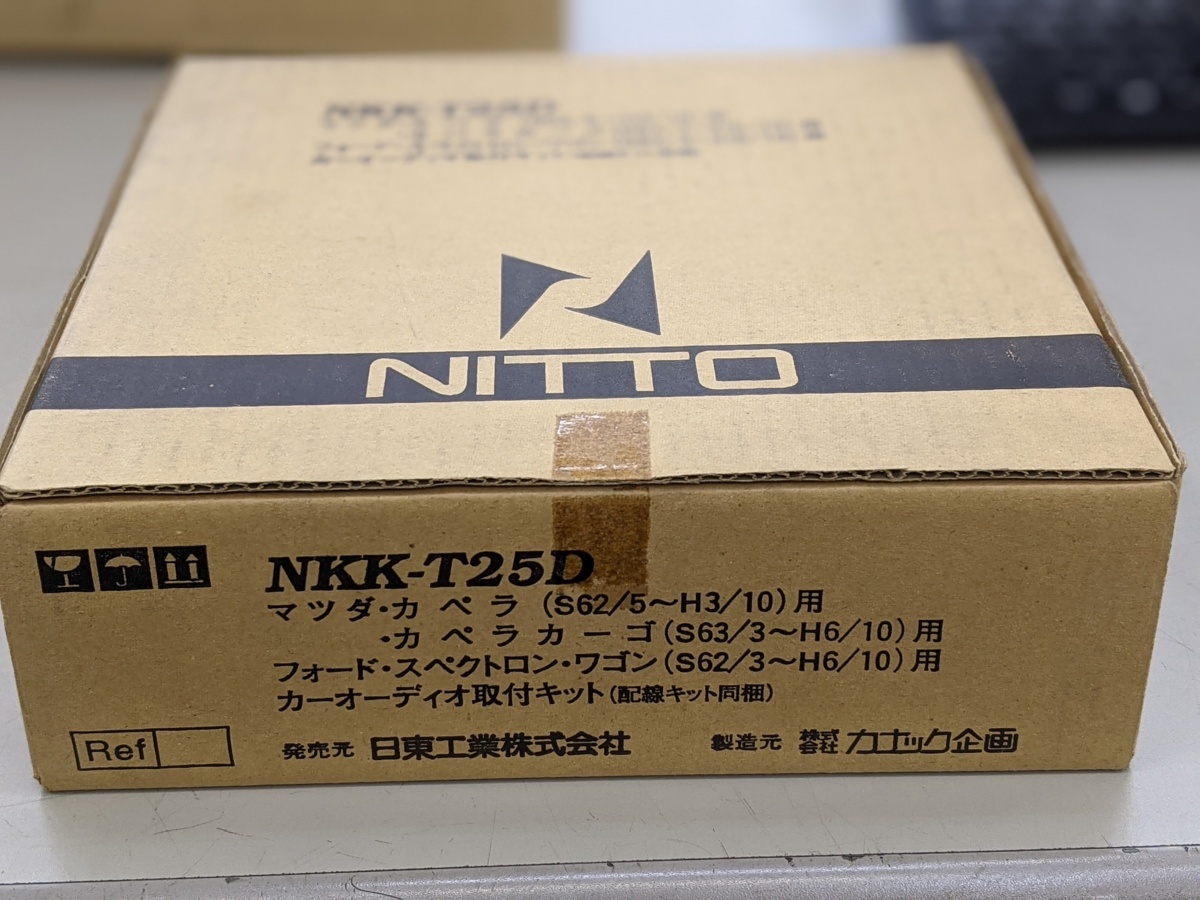 NKK-T25D
NITTO
NKK-T25D
マツダ・カペラ(S62/5〜H3/10)用
・カペラカーゴ(S63/3〜H6/10)用
フォード・スペクトロン・ワゴン(S62/3〜H6/10)用
カーオーディオ取付キット(配線キット同梱)
Ref
発売元 日東工業株式会社
製造元 株式会社カナック企画